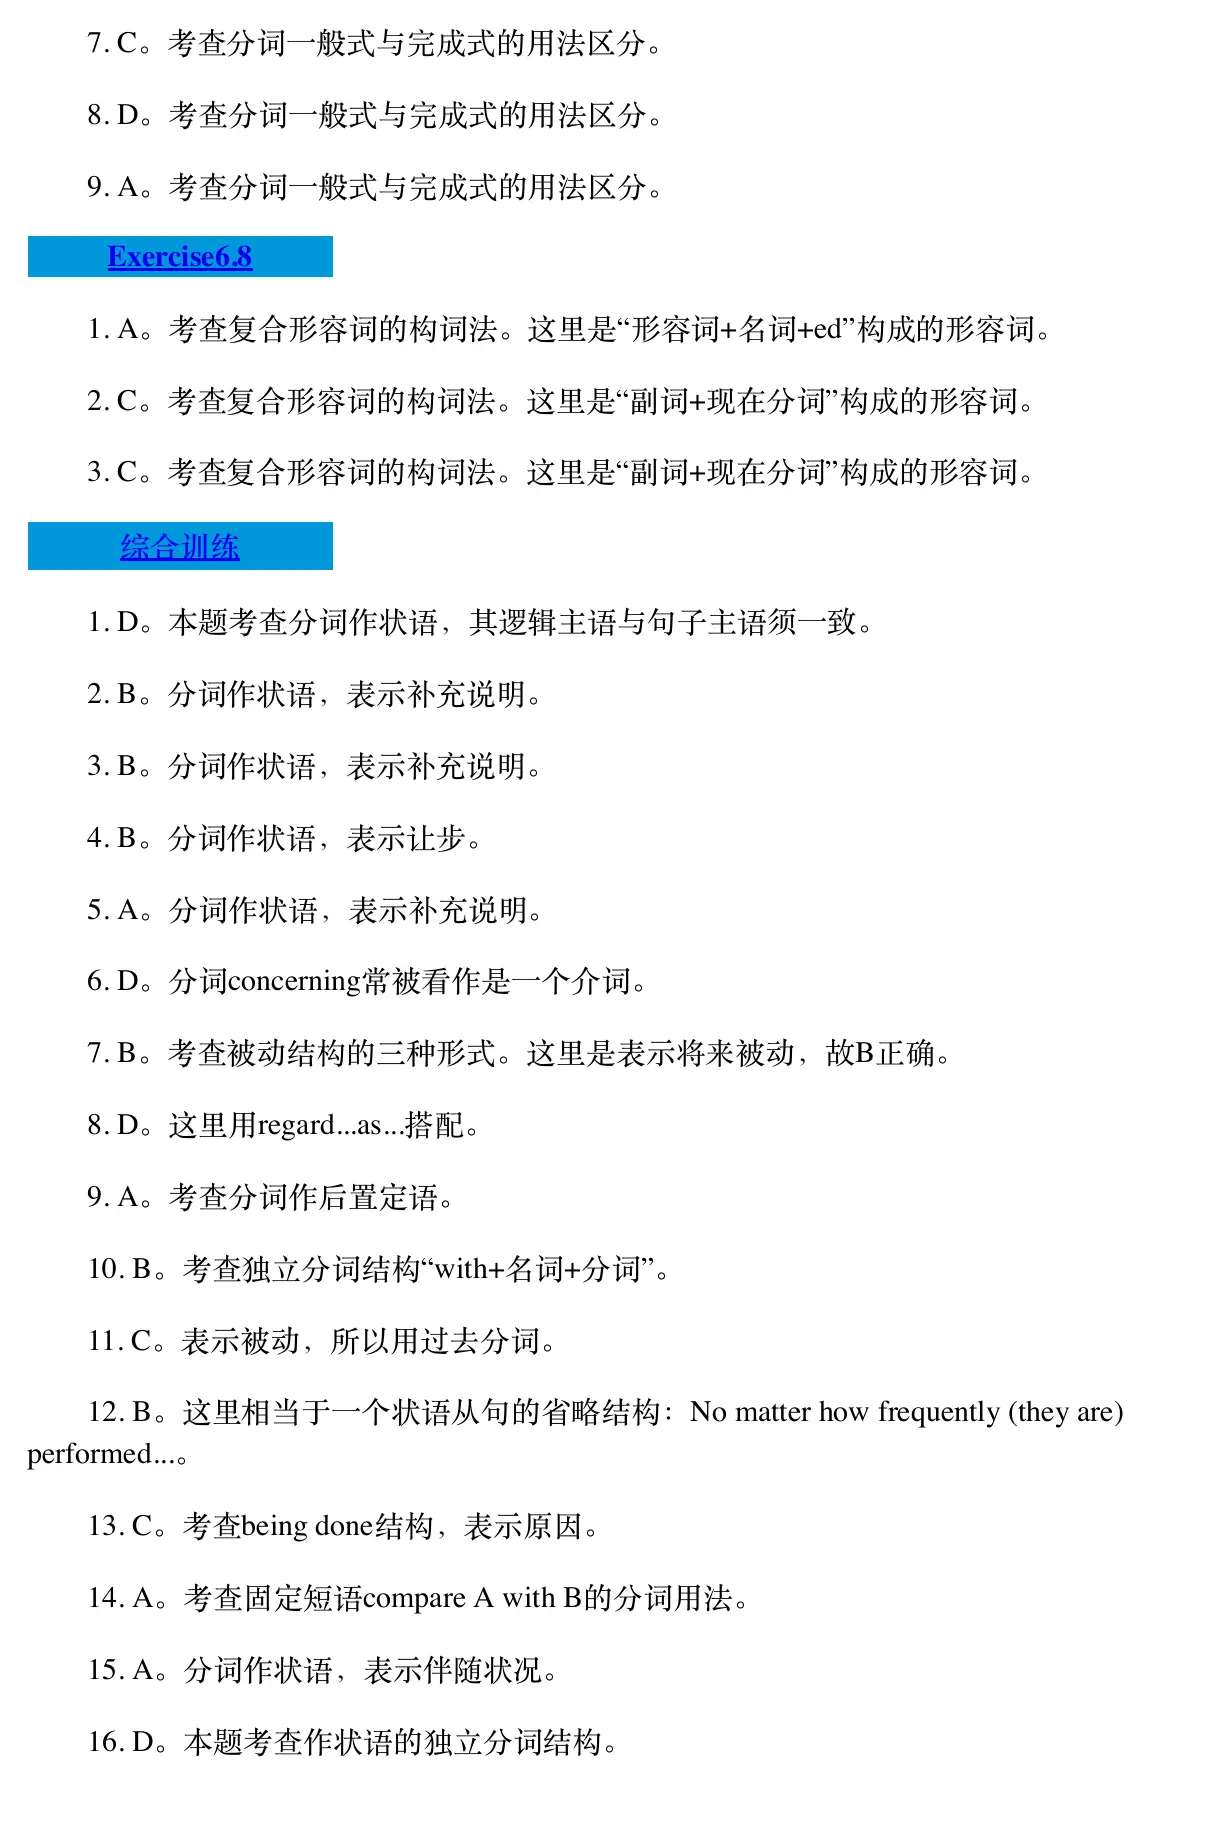 7. C。考查分词一般式与完成式的用法区分。
8. D。考查分词一般式与完成式的用法区分。
9. A。考查分词一般式与完成式的用法区分。
Exercise6.8
1. A。考查复合形容词的构词法。这里是“形容词+名词+ed”构成的形容词。
2. C。考查复合形容词的构词法。这里是“副词+现在分词”构成的形容词。
3. C。考查复合形容词的构词法。这里是“副词+现在分词”构成的形容词。
综合训练
1. D。本题考查分词作状语，其逻辑主语与句子主语须一致。
2. B。分词作状语，表示补充说明。
3. B。分词作状语，表示补充说明。
4. B。分词作状语，表示让步。
5. A。分词作状语，表示补充说明。
6. D。分词concerning常被看作是一个介词。
7. B。考查被动结构的三种形式。这里是表示将来被动，故B正确。
8. D。这里用regard...as...搭配。
9. A。考查分词作后置定语。
10. B。考查独立分词结构“with+名词+分词”。
11. C。表示被动，所以用过去分词。
12. B。这里相当于一个状语从句的省略结构：No matter how frequently (they are)
performed...。
13. C。考查being done结构，表示原因。
14. A。考查固定短语compare A with B的分词用法。
15. A。分词作状语，表示伴随状况。
16. D。本题考查作状语的独立分词结构。